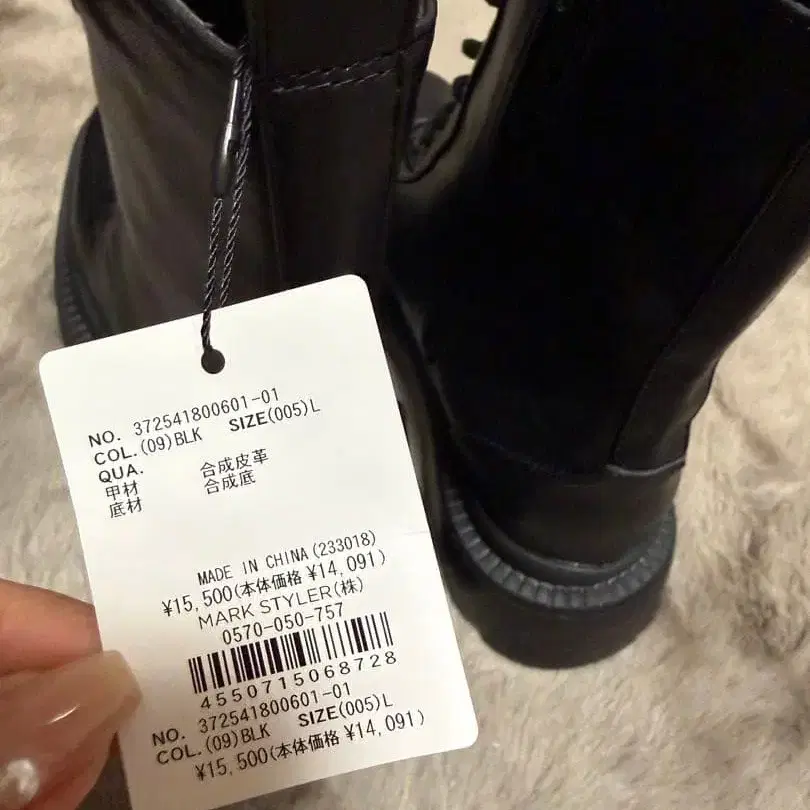 NO. 372541800601-01
COL.(09)BLK SIZE(005)L
QUA.
甲材 合成皮革
底材 合成底
MADE IN CHINA(233018)
¥15,500(本体価格 ¥14,091)
MARK STYLER(株)
0570-050-757
4550715068728
NO. 372541800601-01
COL.(09)BLK SIZE(005)L
¥15,500(本体価格 ¥14,091)